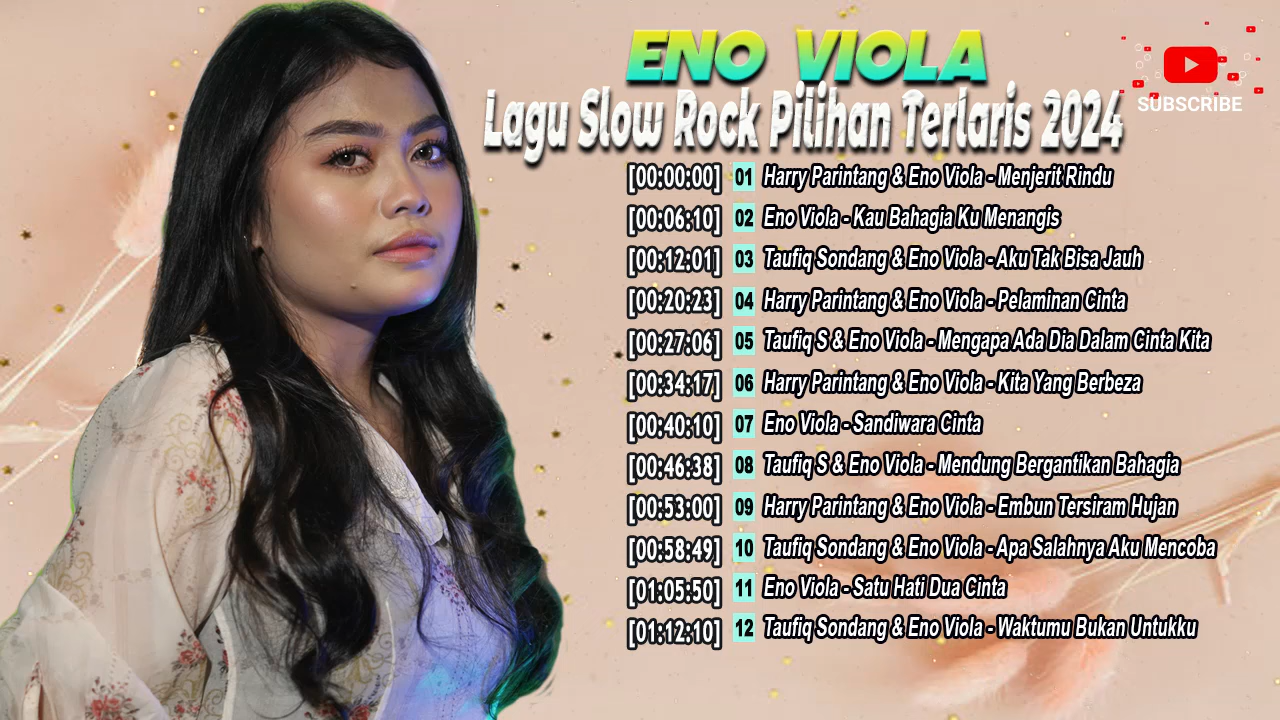 ENO VIOLA
Lagu Slow Rock Pilihan Terlaris 2024
SUBSCRIBE
[00:00:00] 01 Harry Parintang & Eno Viola - Menjerit Rindu
[00:06:10] 02 Eno Viola - Kau Bahagia Ku Menangis
[00:12:01] 03 Taufiq Sondang & Eno Viola - Aku Tak Bisa Jauh
[00:20:23] 04 Harry Parintang & Eno Viola - Pelaminan Cinta
[00:27:06] 05 Taufiq S & Eno Viola - Mengapa Ada Dia Dalam Cinta Kita
[00:34:17] 06 Harry Parintang & Eno Viola - Kita Yang Berbeza
[00:40:10] 07 Eno Viola - Sandiwara Cinta
[00:46:38] 08 Taufiq S & Eno Viola - Mendung Bergantikan Bahagia
[00:53:00] 09 Harry Parintang & Eno Viola - Embun Tersiram Hujan
[00:58:49] 10 Taufiq Sondang & Eno Viola - Apa Salahnya Aku Mencoba
[01:05:50] 11 Eno Viola - Satu Hati Dua Cinta
[01:12:10] 12 Taufiq Sondang & Eno Viola - Waktumu Bukan Untukku